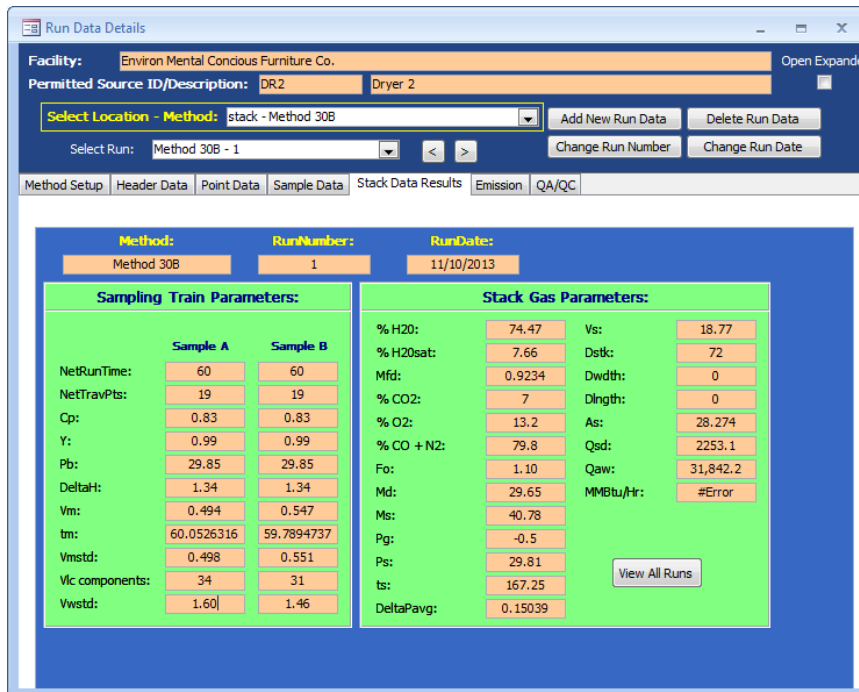 Run Data Details
Facility: Environ Mental Concious Furniture Co. Open Expande
Permitted Source ID/Description: DR2 Dryer 2
Select Location - Method: stack - Method 30B Add New Run Data Delete Run Data
Select Run: Method 30B - 1 < > Change Run Number Change Run Date
Method Setup Header Data Point Data Sample Data Stack Data Results Emission QA/QC
Method: RunNumber: RunDate:
Method 30B 1 11/10/2013
Sampling Train Parameters:
Sample A Sample B
NetRunTime: 60 60
NetTravPts: 19 19
Cp: 0.83 0.83
Y: 0.99 0.99
Pb: 29.85 29.85
DeltaH: 1.34 1.34
Vm: 0.494 0.547
tm: 60.0526316 59.7894737
Vmstd: 0.498 0.551
Vlc components: 34 31
Vwstd: 1.60 1.46
Stack Gas Parameters:
% H20: 74.47
% H20sat: 7.66
Mfd: 0.9234
% CO2: 7
% O2: 13.2
% CO + N2: 79.8
Fo: 1.10
Md: 29.65
Ms: 40.78
Pg: -0.5
Ps: 29.81
ts: 167.25
DeltaPavg: 0.15039
Vs: 18.77
Dstk: 72
Dwdth: 0
Dlngth: 0
As: 28.274
Qsd: 2253.1
Qaw: 31,842.2
MMBtu/Hr: #Error
View All Runs